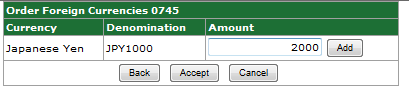 Order Foreign Currencies 0745
Currency Denomination Amount
Japanese Yen JPY1000 2000 Add
Back Accept Cancel